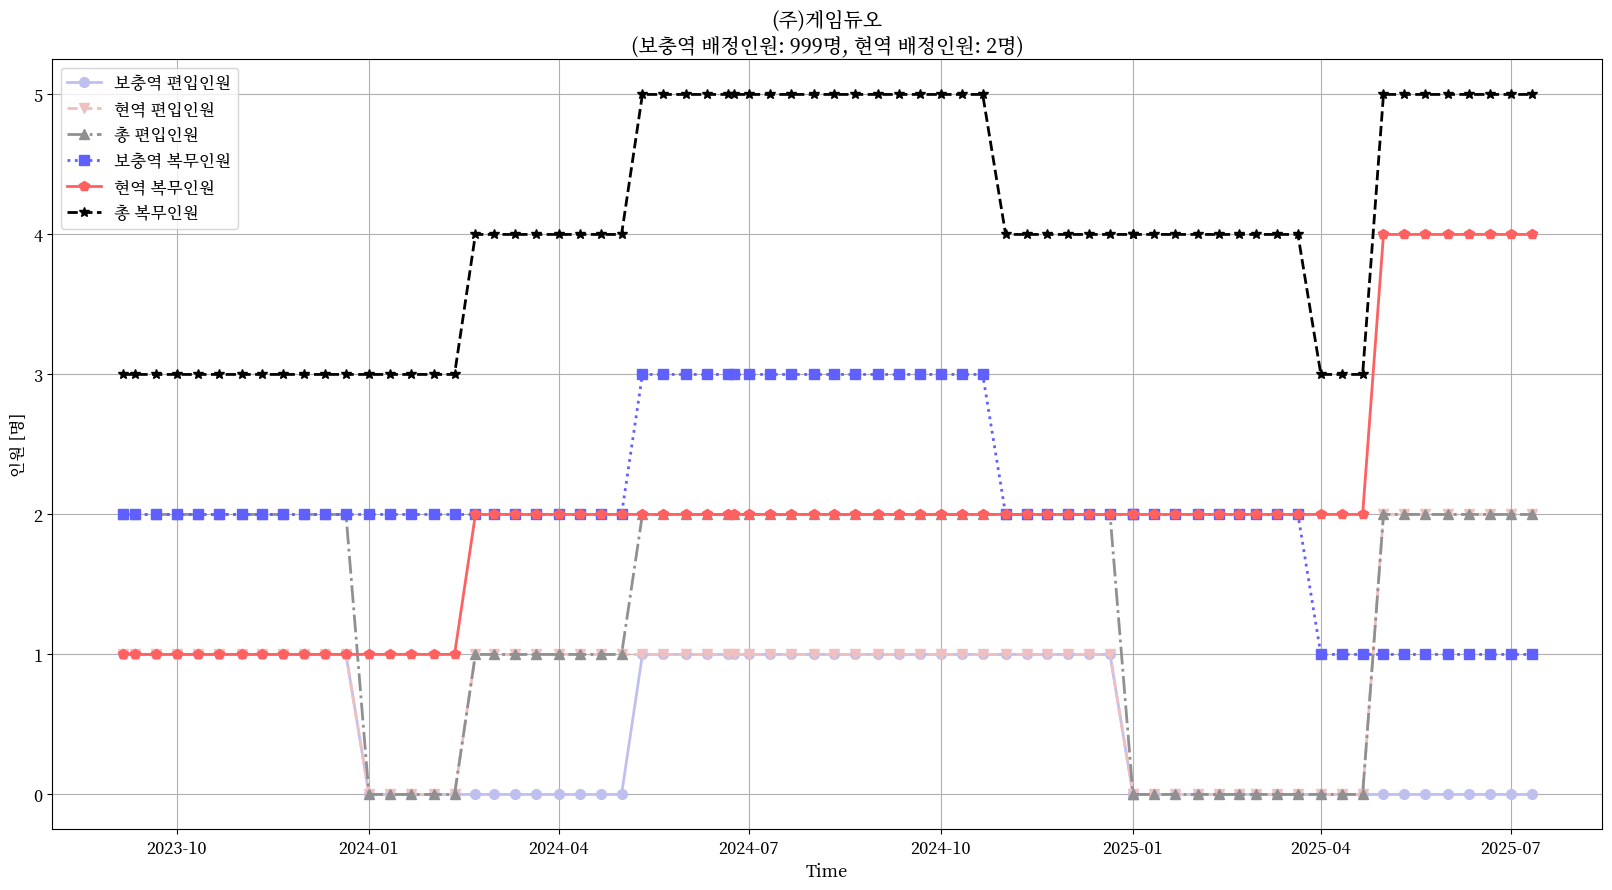 (주)게임듀오
(보충역 배정인원: 999명, 현역 배정인원: 2명)
보충역 편입인원
현역 편입인원
총 편입인원
보충역 복무인원
현역 복무인원
총 복무인원
5
4
3
2
1
0
인원 [명]
2023-10 2024-01 2024-04 2024-07 2024-10 2025-01 2025-04 2025-07
Time